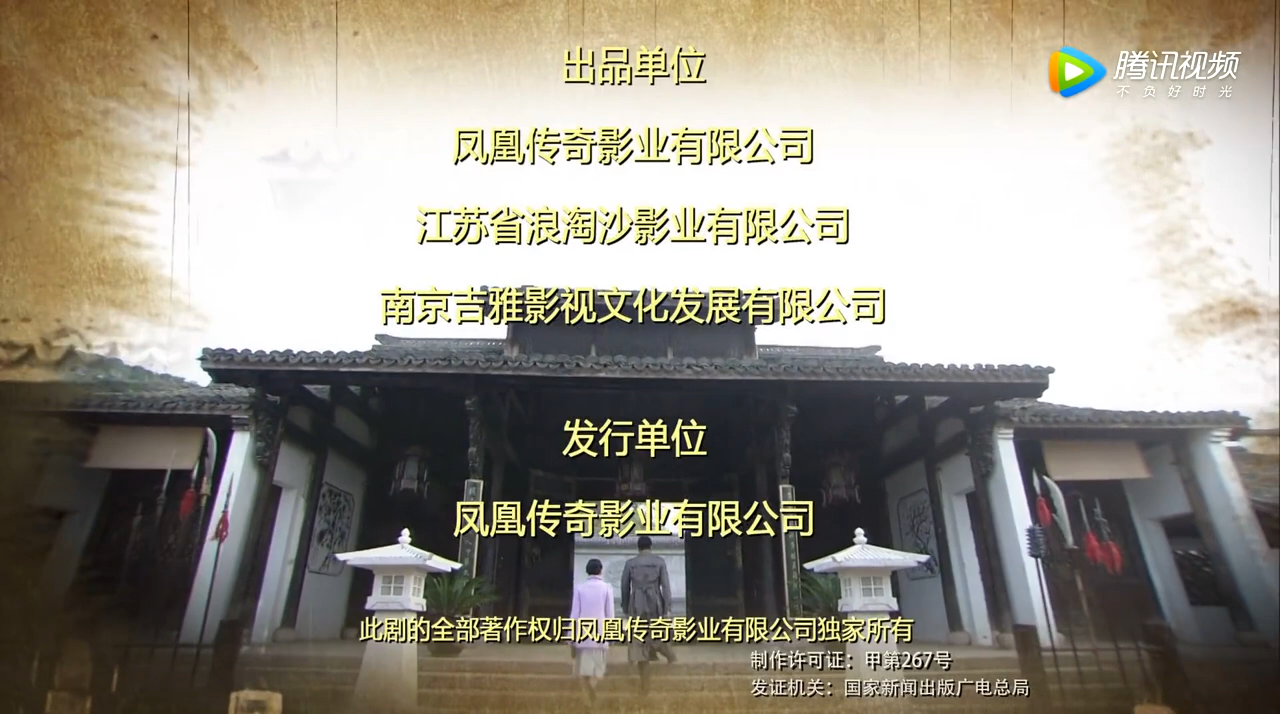 出品单位
腾讯视频
不负好时光
凤凰传奇影业有限公司
江苏省浪淘沙影业有限公司
南京吉雅影视文化发展有限公司
发行单位
凤凰传奇影业有限公司
此剧的全部著作权归凤凰传奇影业有限公司独家所有
制作许可证：甲第267号
发证机关：国家新闻出版广电总局